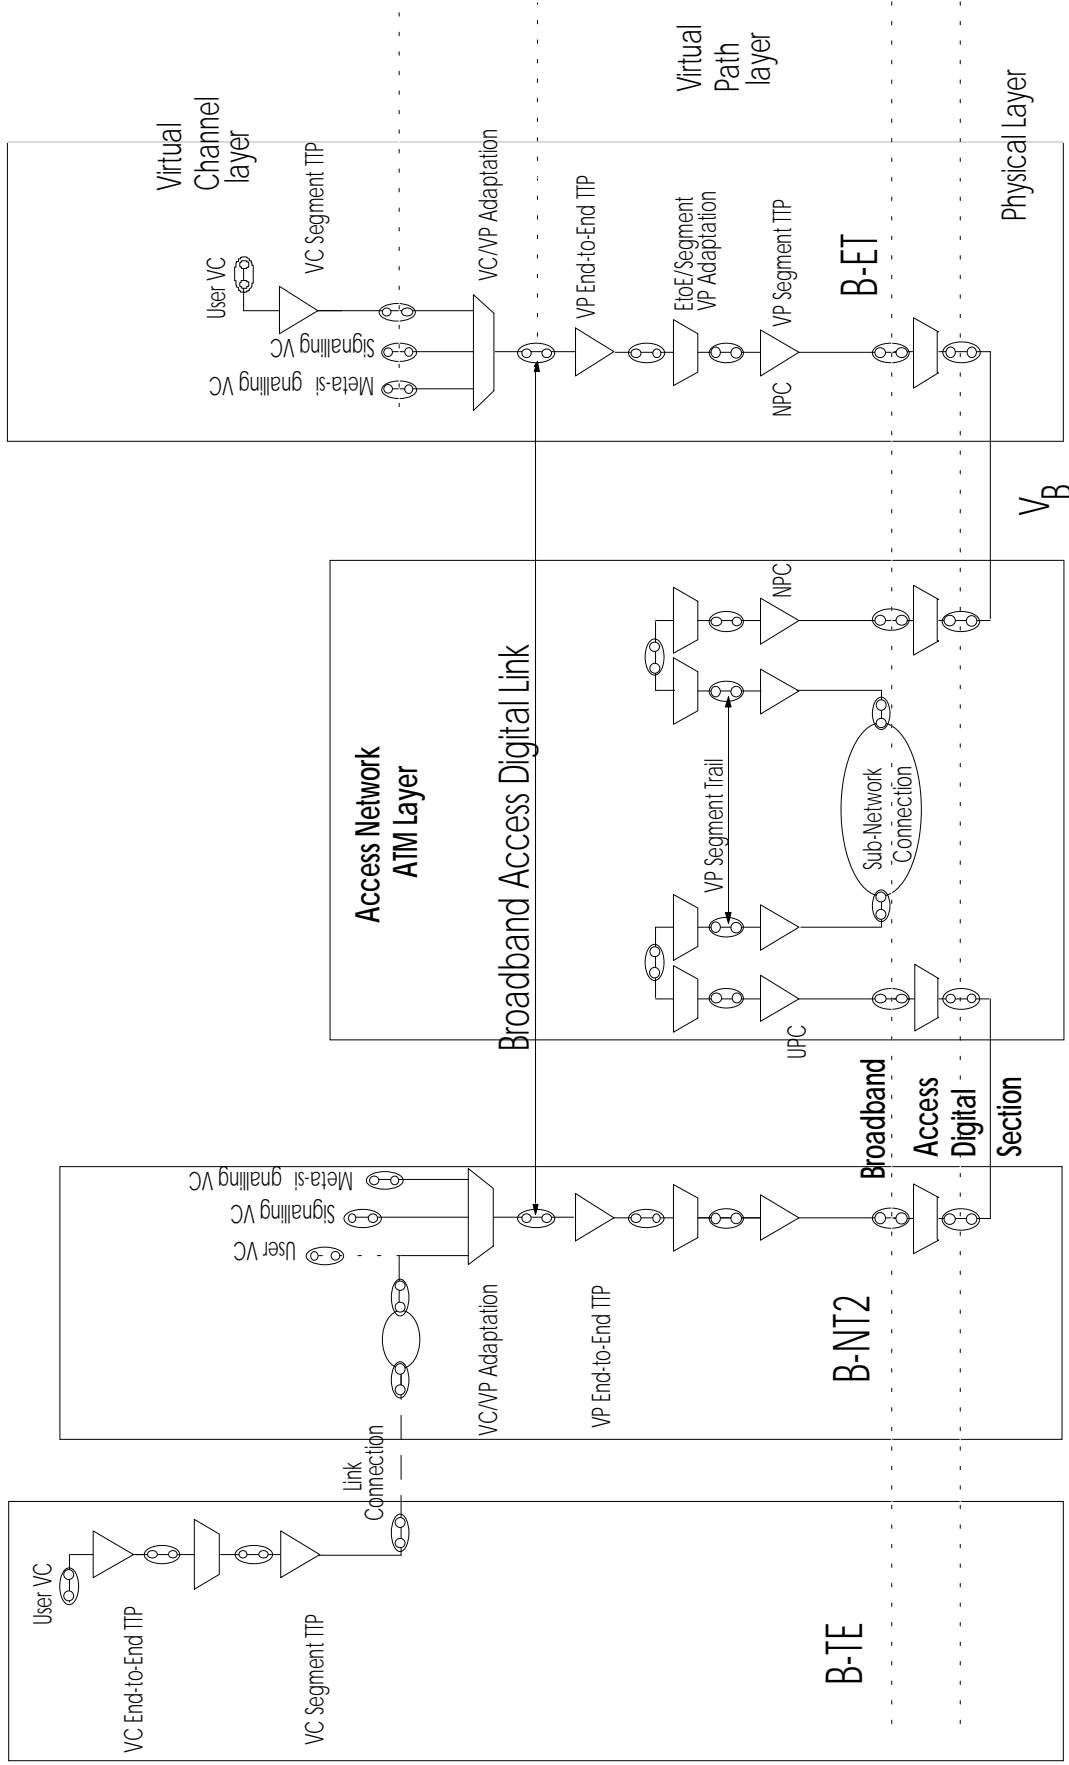 User VC
VC End-to-End TTP
VC Segment TTP
B-TE
Link
Connection
User VC
Signalling VC
Meta-si gnalling VC
VC/VP Adaptation
VP End-to-End TTP
B-NT2
Broadband
Access
Digital
Section
Access Network
ATM Layer
Broadband Access Digital Link
VP Segment Trail
Sub-Network
Connection
UPC
NPC
VB
Meta-si gnalling VC
Signalling VC
User VC
VC Segment TTP
VC/VP Adaptation
VP End-to-End TTP
EtoE/Segment
VP Adaptation
VP Segment TTP
NPC
B-ET
Virtual
Channel
layer
Virtual
Path
layer
Physical Layer